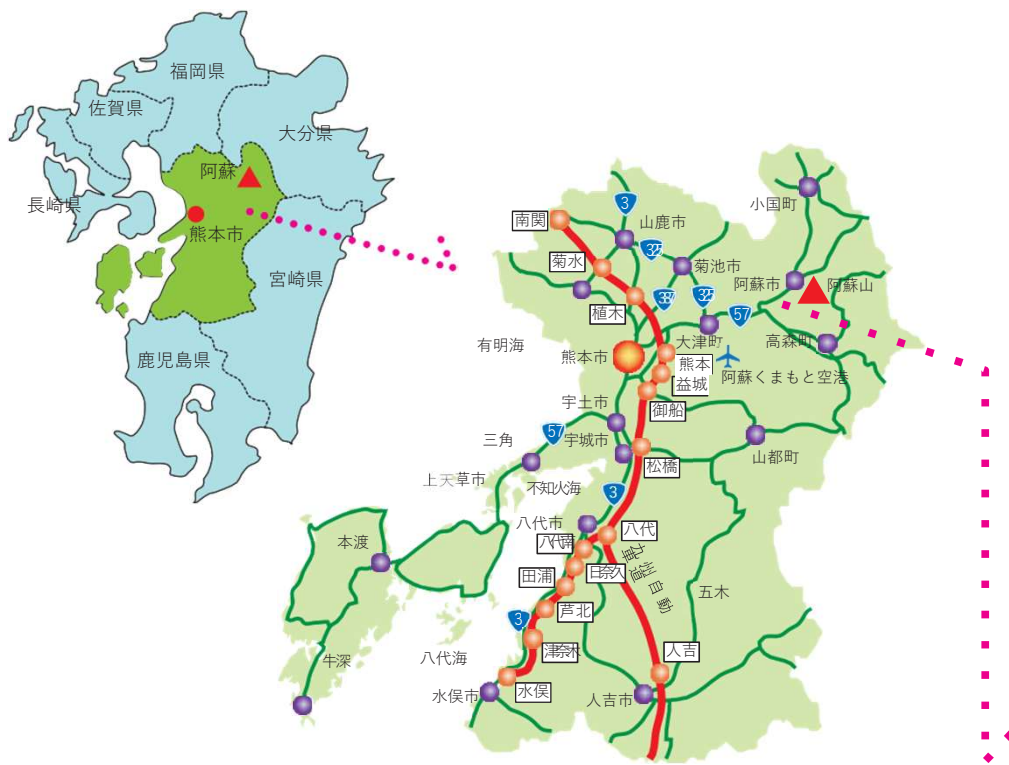 福岡県
佐賀県
大分県
阿蘇
長崎県
熊本市
宮崎県
鹿児島県
小国町
3
南関
山鹿市
325
菊水
菊池市
阿蘇市
阿蘇山
387
325
57
植木
大津町
高森町
有明海
熊本市
熊本
阿蘇くまもと空港
益城
御船
宇土市
57
三角
宇城市
山都町
松橋
上天草市
不知火海
3
八代市
八代
本渡
八代南
九州自動車道
日奈久
田浦
五木
芦北
3
津奈木
八代海
人吉
牛深
水俣市
水俣
人吉市